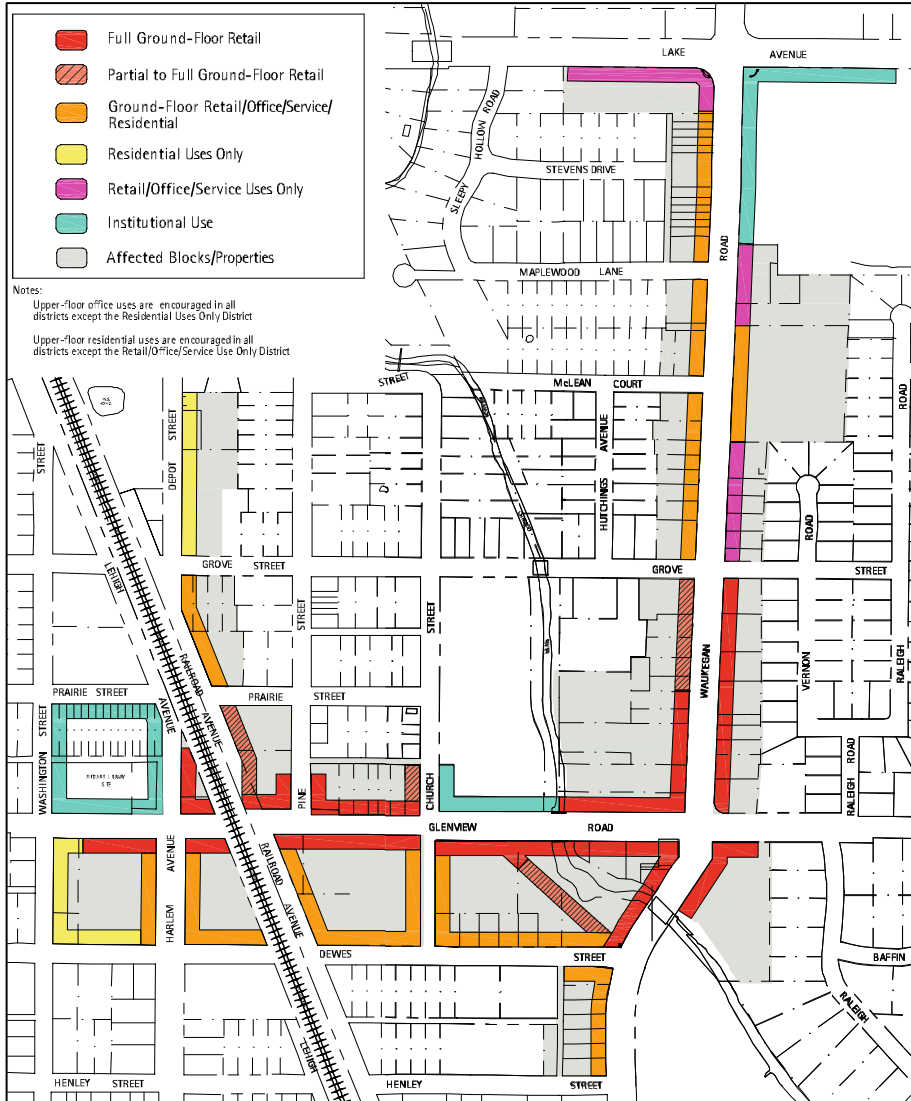 Full Ground-Floor Retail
Partial to Full Ground-Floor Retail
Ground-Floor Retail/Office/Service/
Residential
Residential Uses Only
Retail/Office/Service Uses Only
Institutional Use
Affected Blocks/Properties
Notes:
Upper-floor office uses are encouraged in all
districts except the Residential Uses Only District
Upper-floor residential uses are encouraged in all
districts except the Retail/Office/Service Use Only District
LAKE AVENUE
SLEEPY HOLLOW ROAD
STEVENS DRIVE
ROAD
MAPLEWOOD LANE
STREET
McLEAN COURT
ROAD
STREET
DEPOT STREET
HUTCHINGS AVENUE
ROAD
GROVE STREET
GROVE STREET
LEHIGH
STREET
STREET
WAUKEGAN
VERNON
RALEIGH
RAILROAD AVENUE
PRAIRIE STREET
AVENUE
PRAIRIE STREET
WASHINGTON STREET
SITE
PINE
CHURCH
RALEIGH ROAD
GLENVIEW ROAD
HARLEM AVENUE
RAILROAD AVENUE
DEWES STREET
BAFFIN
RALEIGH
LEHIGH
HENLEY STREET
HENLEY STREET